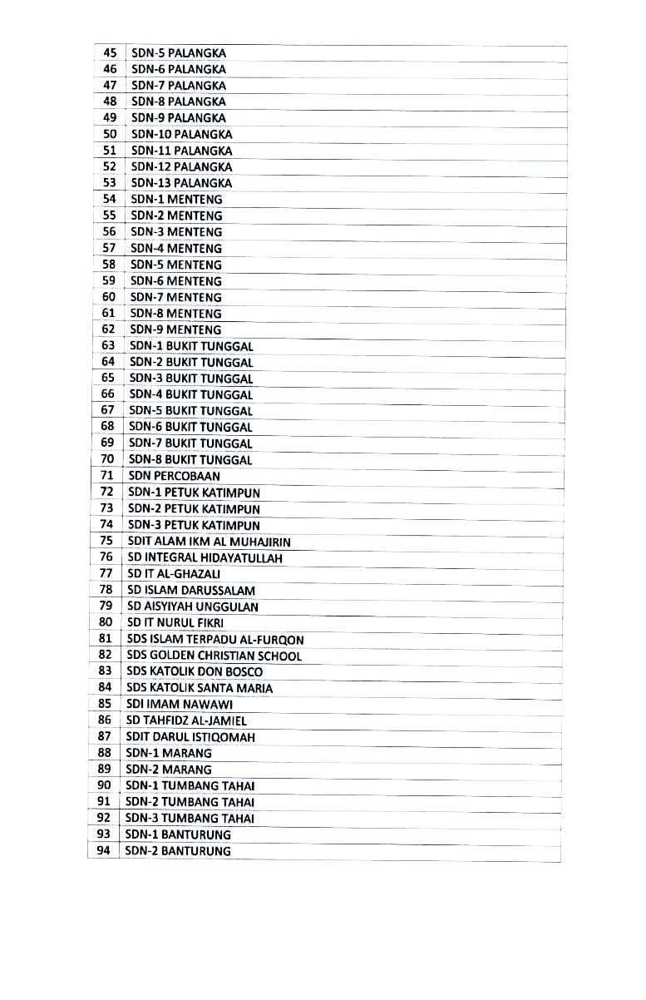 45 SDN-5 PALANGKA
46 SDN-6 PALANGKA
47 SDN-7 PALANGKA
48 SDN-8 PALANGKA
49 SDN-9 PALANGKA
50 SDN-10 PALANGKA
51 SDN-11 PALANGKA
52 SDN-12 PALANGKA
53 SDN-13 PALANGKA
54 SDN-1 MENTENG
55 SDN-2 MENTENG
56 SDN-3 MENTENG
57 SDN-4 MENTENG
58 SDN-5 MENTENG
59 SDN-6 MENTENG
60 SDN-7 MENTENG
61 SDN-8 MENTENG
62 SDN-9 MENTENG
63 SDN-1 BUKIT TUNGGAL
64 SDN-2 BUKIT TUNGGAL
65 SDN-3 BUKIT TUNGGAL
66 SDN-4 BUKIT TUNGGAL
67 SDN-5 BUKIT TUNGGAL
68 SDN-6 BUKIT TUNGGAL
69 SDN-7 BUKIT TUNGGAL
70 SDN-8 BUKIT TUNGGAL
71 SDN PERCOBAAN
72 SDN-1 PETUK KATIMPUN
73 SDN-2 PETUK KATIMPUN
74 SDN-3 PETUK KATIMPUN
75 SDIT ALAM IKM AL MUHAJIRIN
76 SD INTEGRAL HIDAYATULLAH
77 SD IT AL-GHAZALI
78 SD ISLAM DARUSSALAM
79 SD AISYIYAH UNGGULAN
80 SD IT NURUL FIKRI
81 SDS ISLAM TERPADU AL-FURQON
82 SDS GOLDEN CHRISTIAN SCHOOL
83 SDS KATOLIK DON BOSCO
84 SDS KATOLIK SANTA MARIA
85 SDI IMAM NAWAWI
86 SD TAHFIDZ AL-JAMIEL
87 SDIT DARUL ISTIQOMAH
88 SDN-1 MARANG
89 SDN-2 MARANG
90 SDN-1 TUMBANG TAHAI
91 SDN-2 TUMBANG TAHAI
92 SDN-3 TUMBANG TAHAI
93 SDN-1 BANTURUNG
94 SDN-2 BANTURUNG